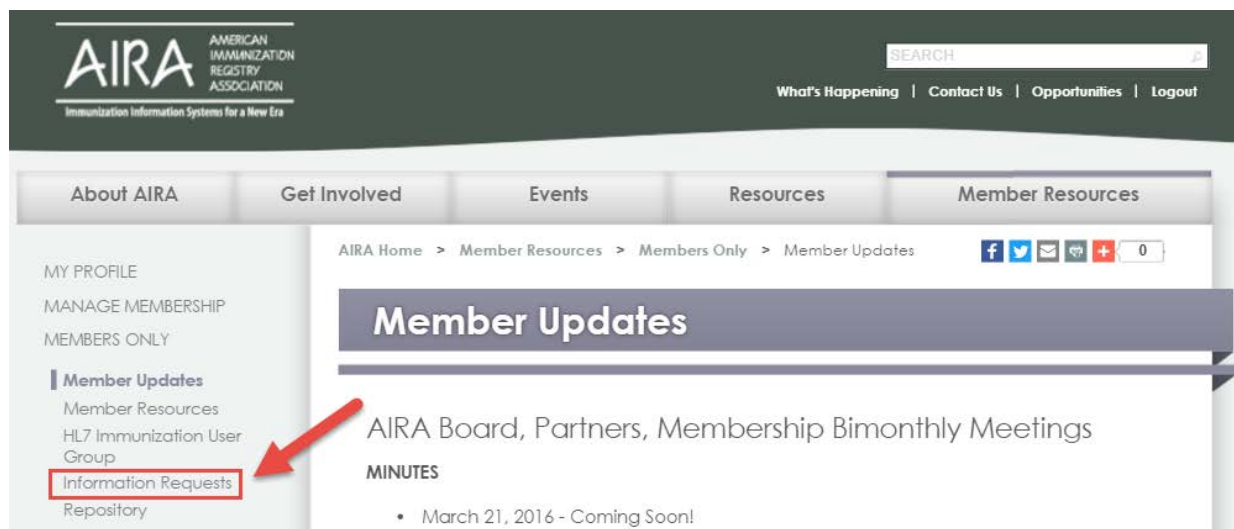 AIRA
AMERICAN
IMMUNIZATION
REGISTRY
ASSOCIATION
Immunization Information Systems for a New Era
SEARCH
What's Happening | Contact Us | Opportunities | Logout
About AIRA Get Involved Events Resources Member Resources
AIRA Home > Member Resources > Members Only > Member Updates
0
MY PROFILE
MANAGE MEMBERSHIP
MEMBERS ONLY
Member Updates
Member Resources
HL7 Immunization User
Group
Information Requests
Repository
Member Updates
AIRA Board, Partners, Membership Bimonthly Meetings
MINUTES
• March 21, 2016 - Coming Soon!